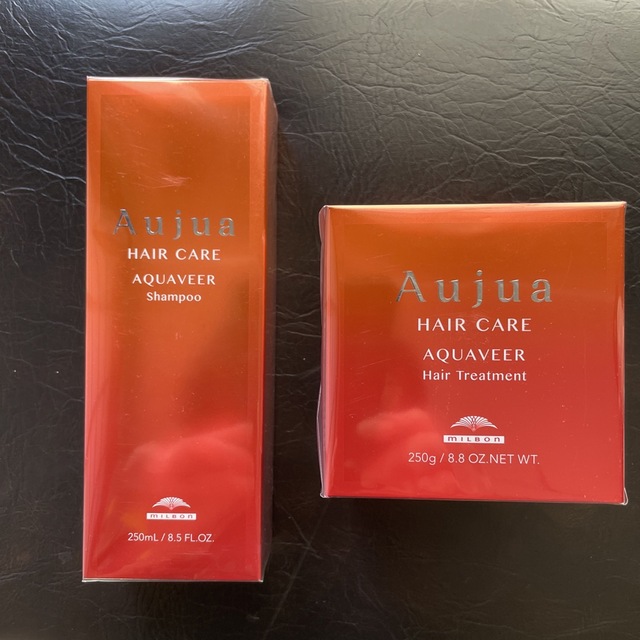 Aujua
HAIR CARE
AQUAVEER
Shampoo
MILBON
250mL / 8.5 FL.OZ.
Aujua
HAIR CARE
AQUAVEER
Hair Treatment
MILBON
250g / 8.8 OZ.NET WT.